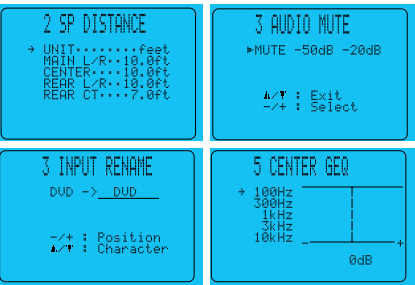 2 SP DISTANCE
→ UNIT········feet
MAIN L/R··10.0ft
CENTER····10.0ft
REAR L/R··10.0ft
REAR CT····7.0ft
3 AUDIO MUTE
▶MUTE -50dB -20dB
▲/▼ : Exit
-/+ : Select
3 INPUT RENAME
DVD -> DVD
-/+ : Position
▲/▼ : Character
5 CENTER GEQ
→ 100Hz
300Hz
1kHz
3kHz
10kHz - +
0dB